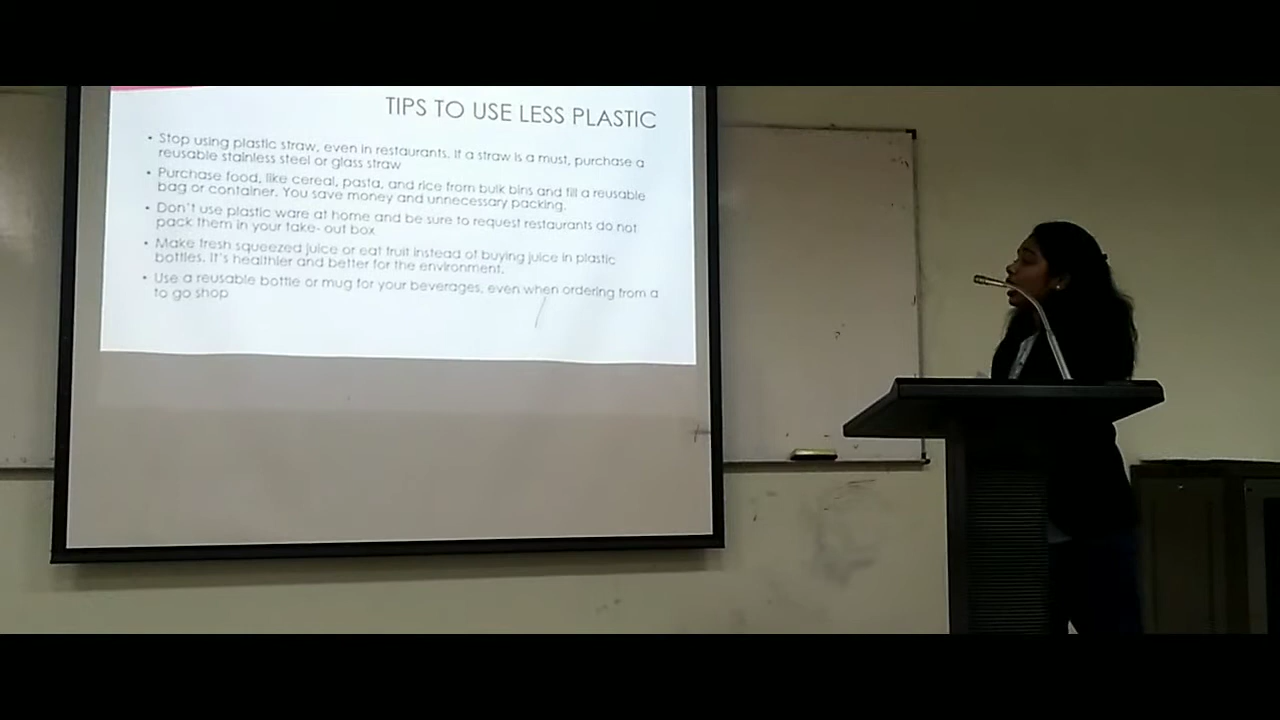 TIPS TO USE LESS PLASTIC
• Stop using plastic straw, even in restaurants. If a straw is a must, purchase a
reusable stainless steel or glass straw
• Purchase food, like cereal, pasta, and rice from bulk bins and fill a reusable
bag or container. You save money and unnecessary packing.
• Don't use plastic ware at home and be sure to request restaurants do not
pack them in your take- out box
• Make fresh squeezed juice or eat fruit instead of buying juice in plastic
bottles. It's healthier and better for the environment.
• Use a reusable bottle or mug for your beverages, even when ordering from a
to go shop